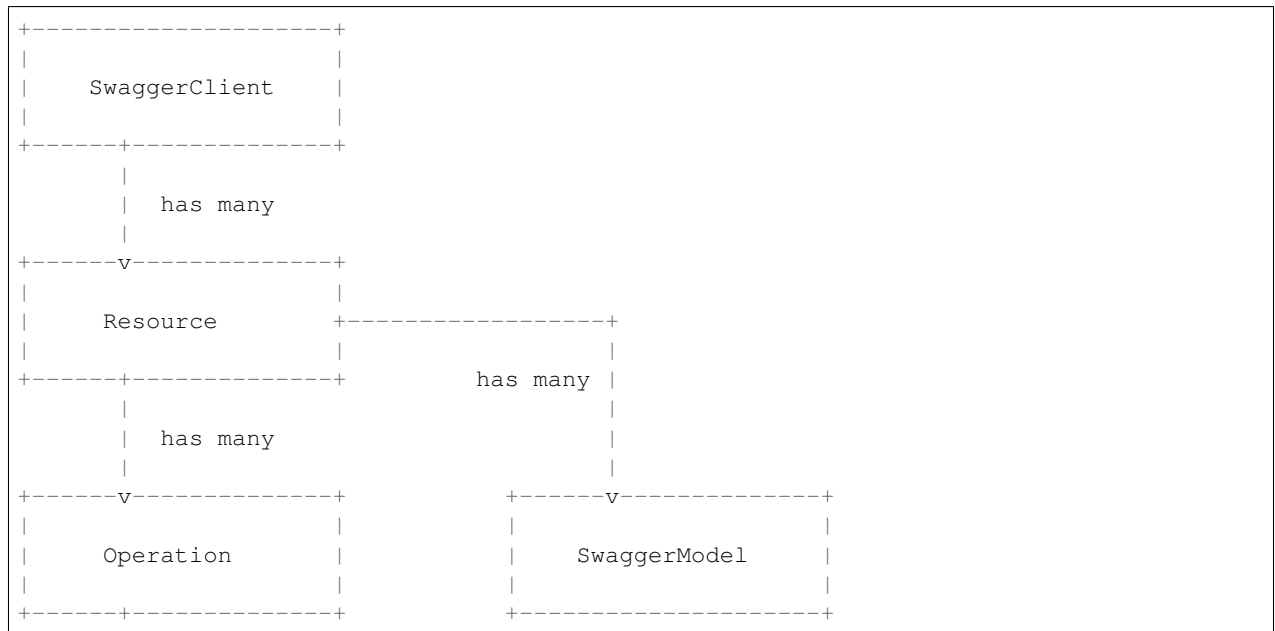 SwaggerClient
has many
Resource
has many
has many
Operation
SwaggerModel